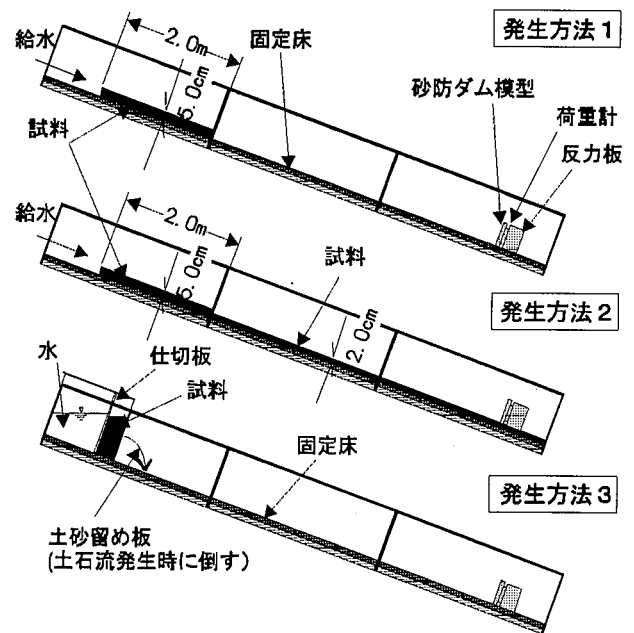 発生方法1
給水
2.0m
固定床
砂防ダム模型
荷重計
反力板
5.0cm
試料
給水
2.0m
試料
5.0cm
2.0cm
発生方法2
水
仕切板
試料
固定床
発生方法3
土砂留め板
(土石流発生時に倒す)